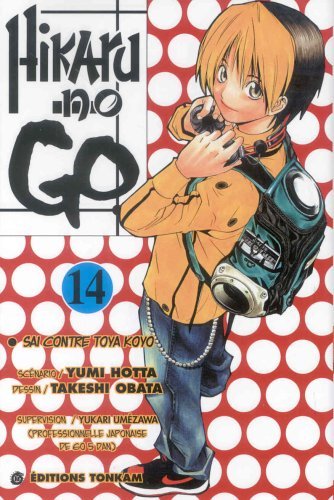 HIKARU
no
GO
14
SAI CONTRE TOYA KOYO
SCÉNARIO / YUMI HOTTA
DESSIN / TAKESHI OBATA
SUPERVISION / YUKARI UMEZAWA
(PROFESSIONNELLE JAPONAISE
DE GO 5 DAN)
ÉDITIONS TONKAM